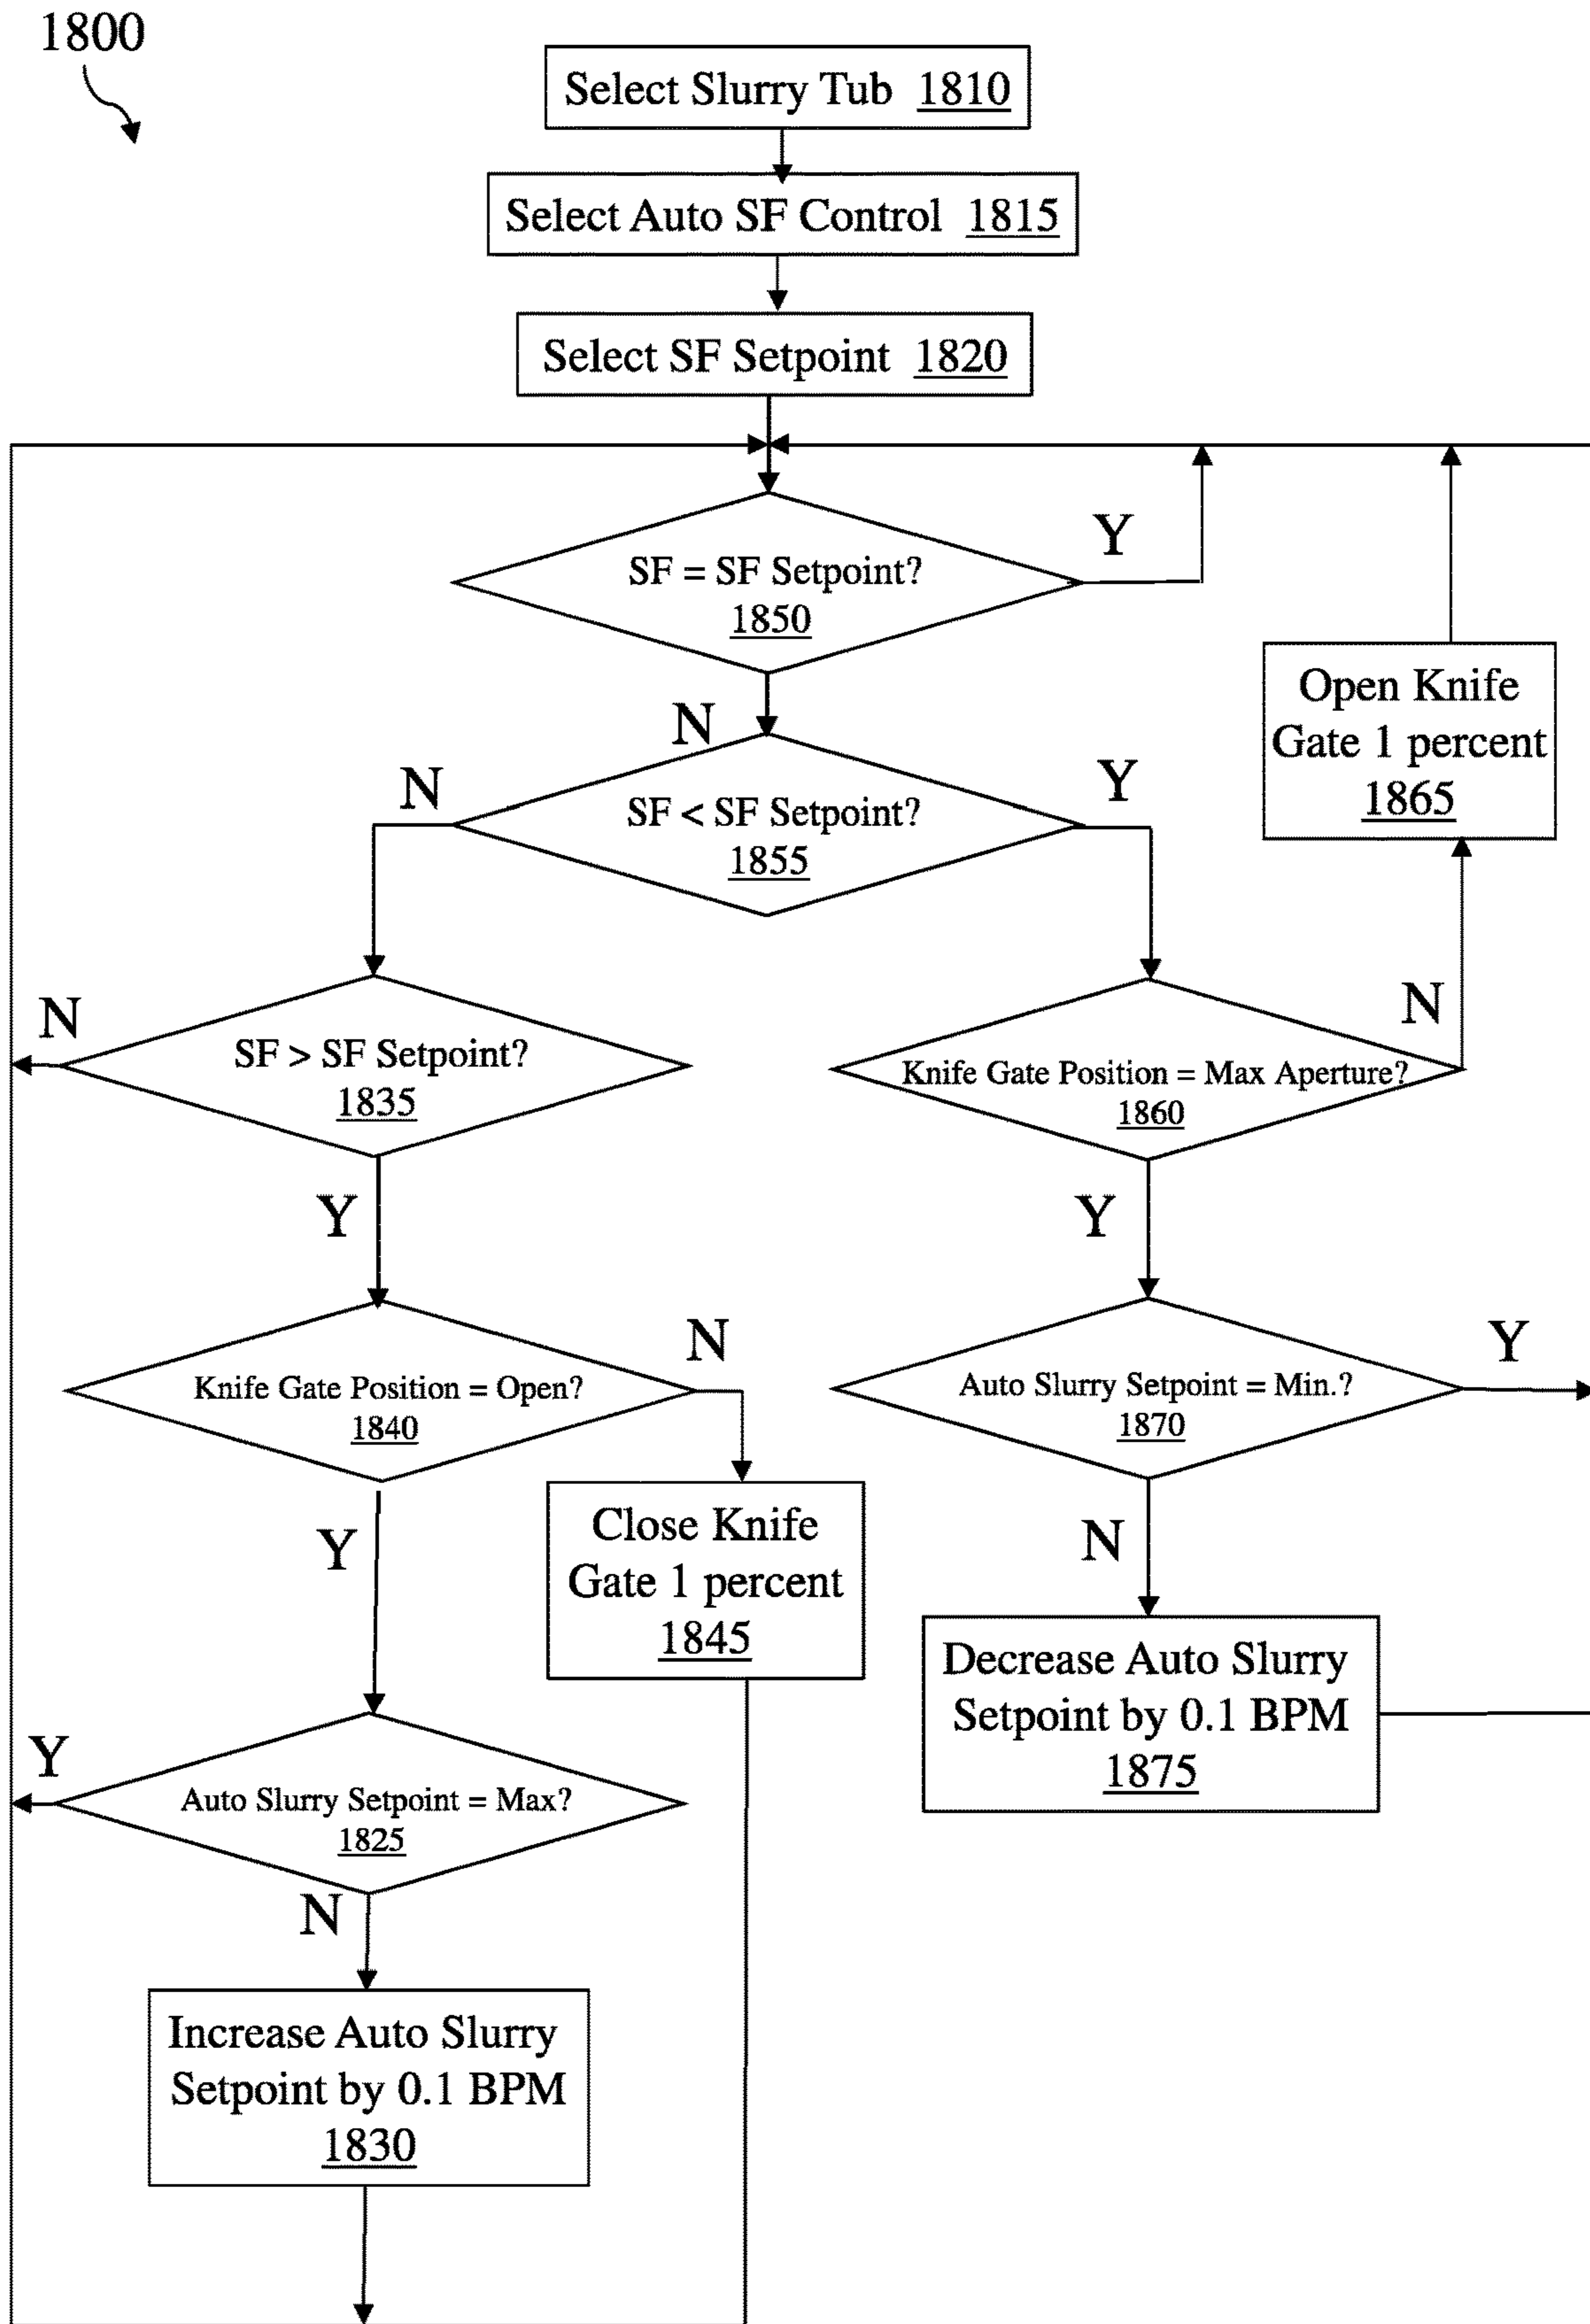 1800
Select Slurry Tub 1810
Select Auto SF Control 1815
Select SF Setpoint 1820
Y
SF = SF Setpoint?
1850
N
Open Knife
Gate 1 percent
1865
N
Y
SF < SF Setpoint?
1855
N
SF > SF Setpoint?
1835
N
Knife Gate Position = Max Aperture?
1860
Y
Y
N
Knife Gate Position = Open?
1840
Y
Auto Slurry Setpoint = Min.?
1870
Y
Close Knife
Gate 1 percent
1845
N
Decrease Auto Slurry
Setpoint by 0.1 BPM
1875
Y
Auto Slurry Setpoint = Max?
1825
N
Increase Auto Slurry
Setpoint by 0.1 BPM
1830